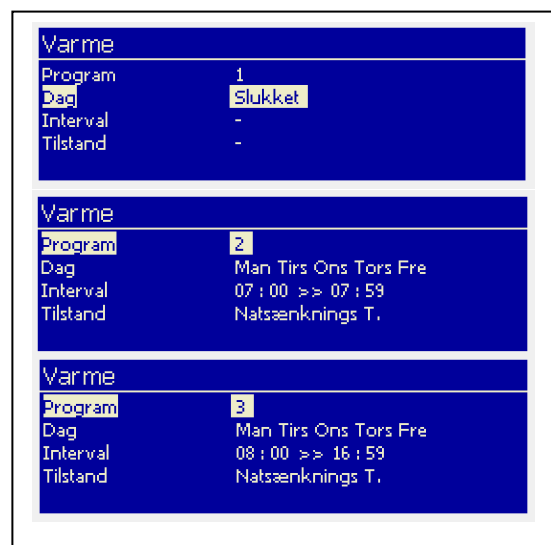 Varme
Program 1
Dag Slukket
Interval -
Tilstand -
Varme
Program 2
Dag Man Tirs Ons Tors Fre
Interval 07:00 >> 07:59
Tilstand Natsænknings T.
Varme
Program 3
Dag Man Tirs Ons Tors Fre
Interval 08:00 >> 16:59
Tilstand Natsænknings T.